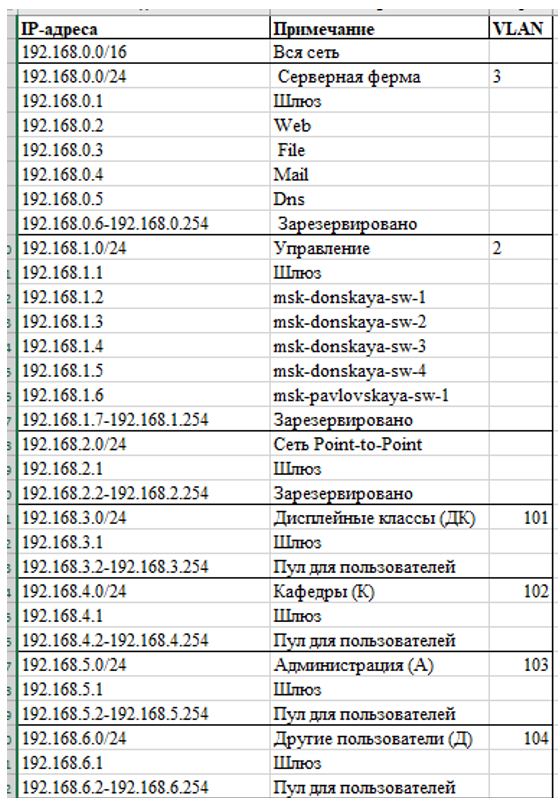 IP-адреса Примечание VLAN
192.168.0.0/16 Вся сеть
192.168.0.0/24 Серверная ферма 3
192.168.0.1 Шлюз
192.168.0.2 Web
192.168.0.3 File
192.168.0.4 Mail
192.168.0.5 Dns
192.168.0.6-192.168.0.254 Зарезервировано
192.168.1.0/24 Управление 2
192.168.1.1 Шлюз
192.168.1.2 msk-donskaya-sw-1
192.168.1.3 msk-donskaya-sw-2
192.168.1.4 msk-donskaya-sw-3
192.168.1.5 msk-donskaya-sw-4
192.168.1.6 msk-pavlovskaya-sw-1
192.168.1.7-192.168.1.254 Зарезервировано
192.168.2.0/24 Сеть Point-to-Point
192.168.2.1 Шлюз
192.168.2.2-192.168.2.254 Зарезервировано
192.168.3.0/24 Дисплейные классы (ДК) 101
192.168.3.1 Шлюз
192.168.3.2-192.168.3.254 Пул для пользователей
192.168.4.0/24 Кафедры (К) 102
192.168.4.1 Шлюз
192.168.4.2-192.168.4.254 Пул для пользователей
192.168.5.0/24 Администрация (А) 103
192.168.5.1 Шлюз
192.168.5.2-192.168.5.254 Пул для пользователей
192.168.6.0/24 Другие пользователи (Д) 104
192.168.6.1 Шлюз
192.168.6.2-192.168.6.254 Пул для пользователей